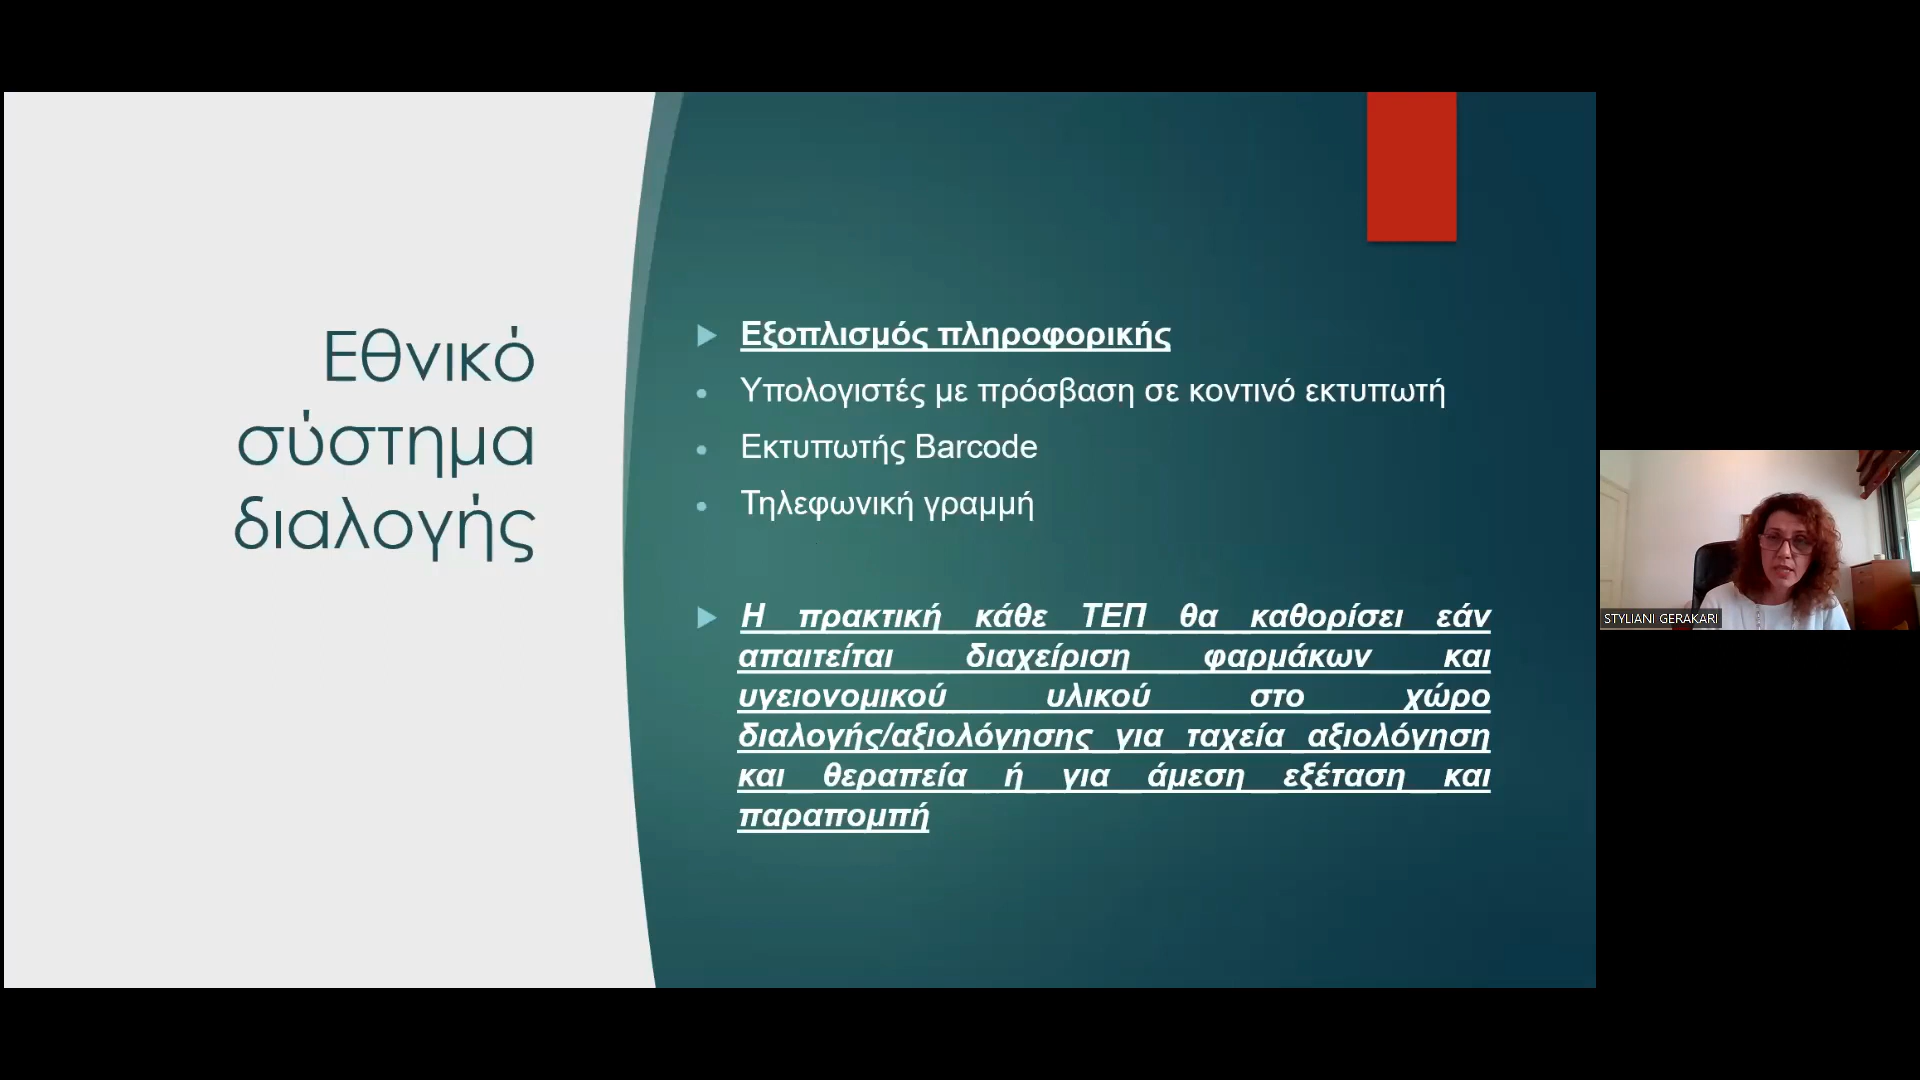 Εθνικό
σύστημα
διαλογής
Εξοπλισμός πληροφορικής
Υπολογιστές με πρόσβαση σε κοντινό εκτυπωτή
Εκτυπωτής Barcode
Τηλεφωνική γραμμή
Η πρακτική κάθε ΤΕΠ θα καθορίσει εάν
απαιτείται διαχείριση φαρμάκων και
υγειονομικού υλικού στο χώρο
διαλογής/αξιολόγησης για ταχεία αξιολόγηση
και θεραπεία ή για άμεση εξέταση και
παραπομπή
STYLIANI GERAKARI